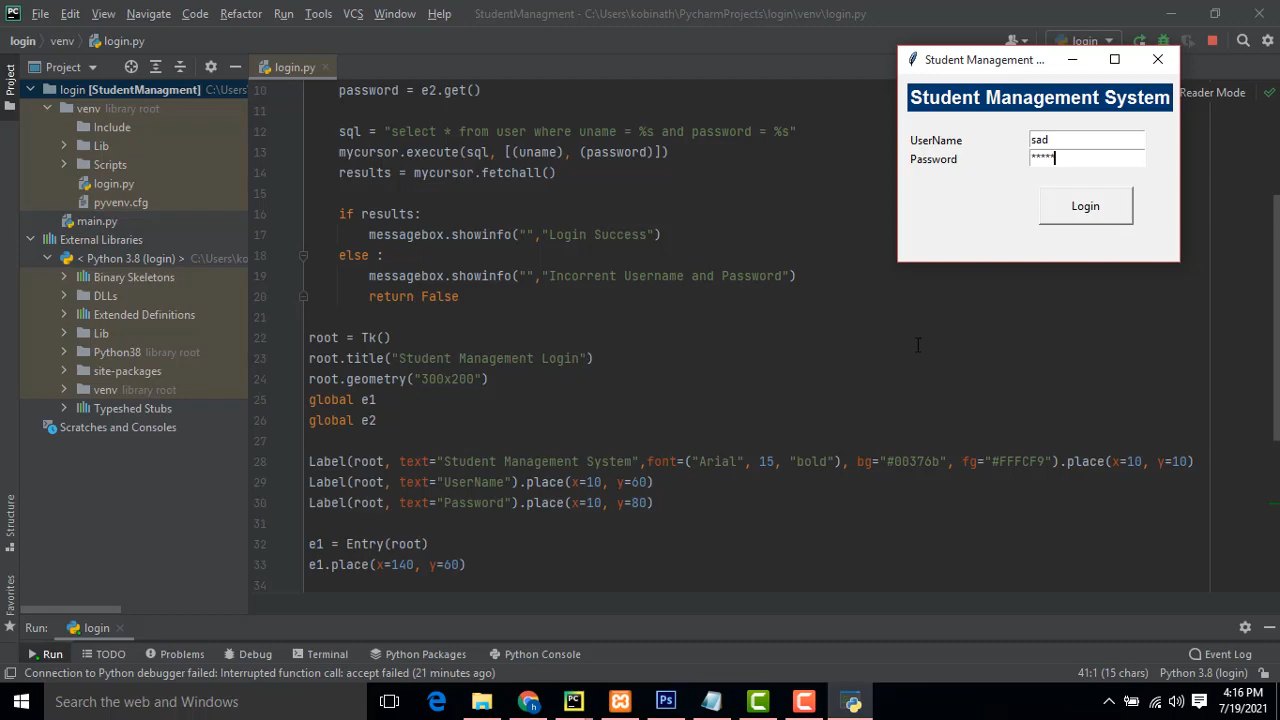 File Edit View Navigate Code Refactor Run Tools VCS Window Help StudentManagment - C:\Users\kobinath\PycharmProjects\login\venv\login.py
login venv login.py login
Project login.py Reader Mode
Project
login [StudentManagment] C:\Users
venv library root
Include
Lib
Scripts
login.py
pyvenv.cfg
main.py
External Libraries
< Python 3.8 (login) > C:\Users\ko
Binary Skeletons
DLLs
Extended Definitions
Lib
Python38 library root
site-packages
venv library root
Typeshed Stubs
Scratches and Consoles
10 password = e2.get()
11
12 sql = "select * from user where uname = %s and password = %s"
13 mycursor.execute(sql, [(uname), (password)])
14 results = mycursor.fetchall()
15
16 if results:
17 messagebox.showinfo("","Login Success")
18 else :
19 messagebox.showinfo("","Incorrent Username and Password")
20 return False
21
22 root = Tk()
23 root.title("Student Management Login")
24 root.geometry("300x200")
25 global e1
26 global e2
27
28 Label(root, text="Student Management System",font=("Arial", 15, "bold"), bg="#00376b", fg="#FFFCF9").place(x=10, y=10)
29 Label(root, text="UserName").place(x=10, y=60)
30 Label(root, text="Password").place(x=10, y=80)
31
32 e1 = Entry(root)
33 e1.place(x=140, y=60)
34
Student Management ...
Student Management System
UserName sad
Password *****
Login
Structure
Favorites
Run: login
Run TODO Problems Debug Terminal Python Packages Python Console Event Log
Connection to Python debugger failed: Interrupted function call: accept failed (21 minutes ago) 41:1 (15 chars) Python 3.8 (login)
Search the web and Windows
4:16 PM
7/19/2021